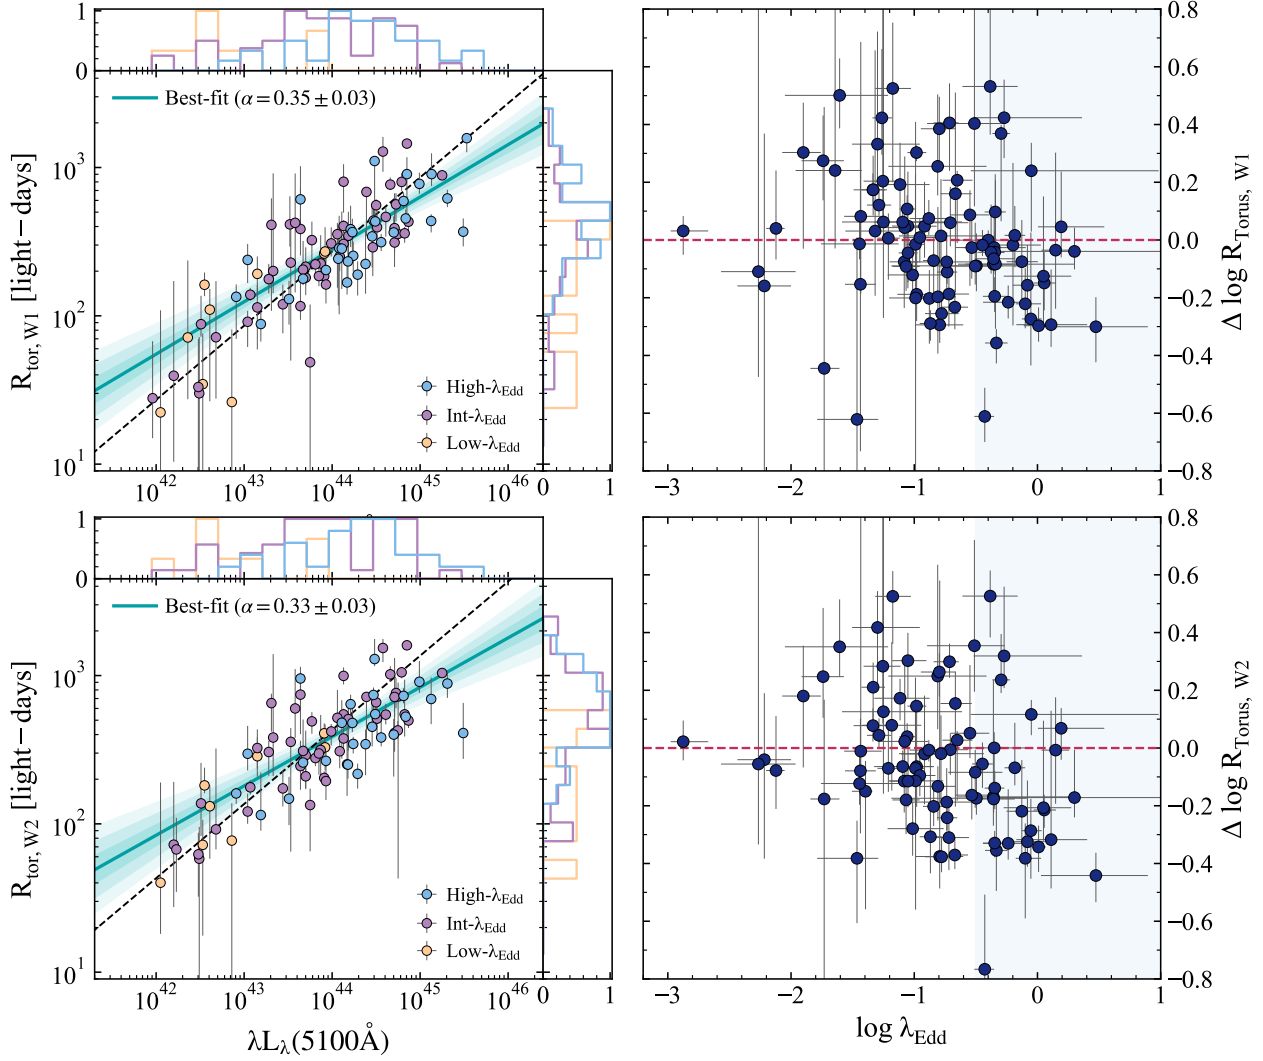 1
0
Best-fit (α = 0.35 ± 0.03)
10³
10²
10¹
R_tor, W1 [light−days]
High-λ_Edd
Int-λ_Edd
Low-λ_Edd
10⁴² 10⁴³ 10⁴⁴ 10⁴⁵ 10⁴⁶ 0 1
0.8
0.6
0.4
0.2
0.0
−0.2
−0.4
−0.6
−0.8
Δ log R_Torus, W1
−3 −2 −1 0 1
1
0
Best-fit (α = 0.33 ± 0.03)
10³
10²
10¹
R_tor, W2 [light−days]
High-λ_Edd
Int-λ_Edd
Low-λ_Edd
10⁴² 10⁴³ 10⁴⁴ 10⁴⁵ 10⁴⁶ 0 1
λL_λ(5100Å)
0.8
0.6
0.4
0.2
0.0
−0.2
−0.4
−0.6
−0.8
Δ log R_Torus, W2
−3 −2 −1 0 1
log λ_Edd